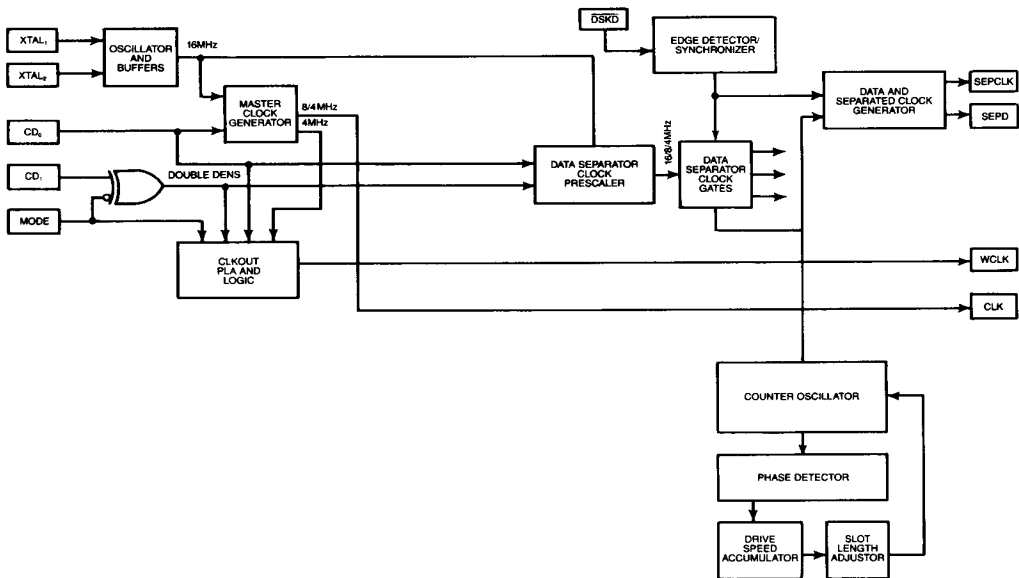 XTAL₁
XTAL₂
OSCILLATOR
AND
BUFFERS
16MHz
MASTER
CLOCK
GENERATOR
8/4MHz
4MHz
CD₀
CD₁
MODE
DOUBLE DENS
CLKOUT
PLA AND
LOGIC
DATA SEPARATOR
CLOCK
PRESCALER
16/8/4MHz
DSKD
EDGE DETECTOR/
SYNCHRONIZER
DATA
SEPARATOR
CLOCK
GATES
DATA AND
SEPARATED CLOCK
GENERATOR
SEPCLK
SEPD
WCLK
CLK
COUNTER OSCILLATOR
PHASE DETECTOR
DRIVE
SPEED
ACCUMULATOR
SLOT
LENGTH
ADJUSTOR